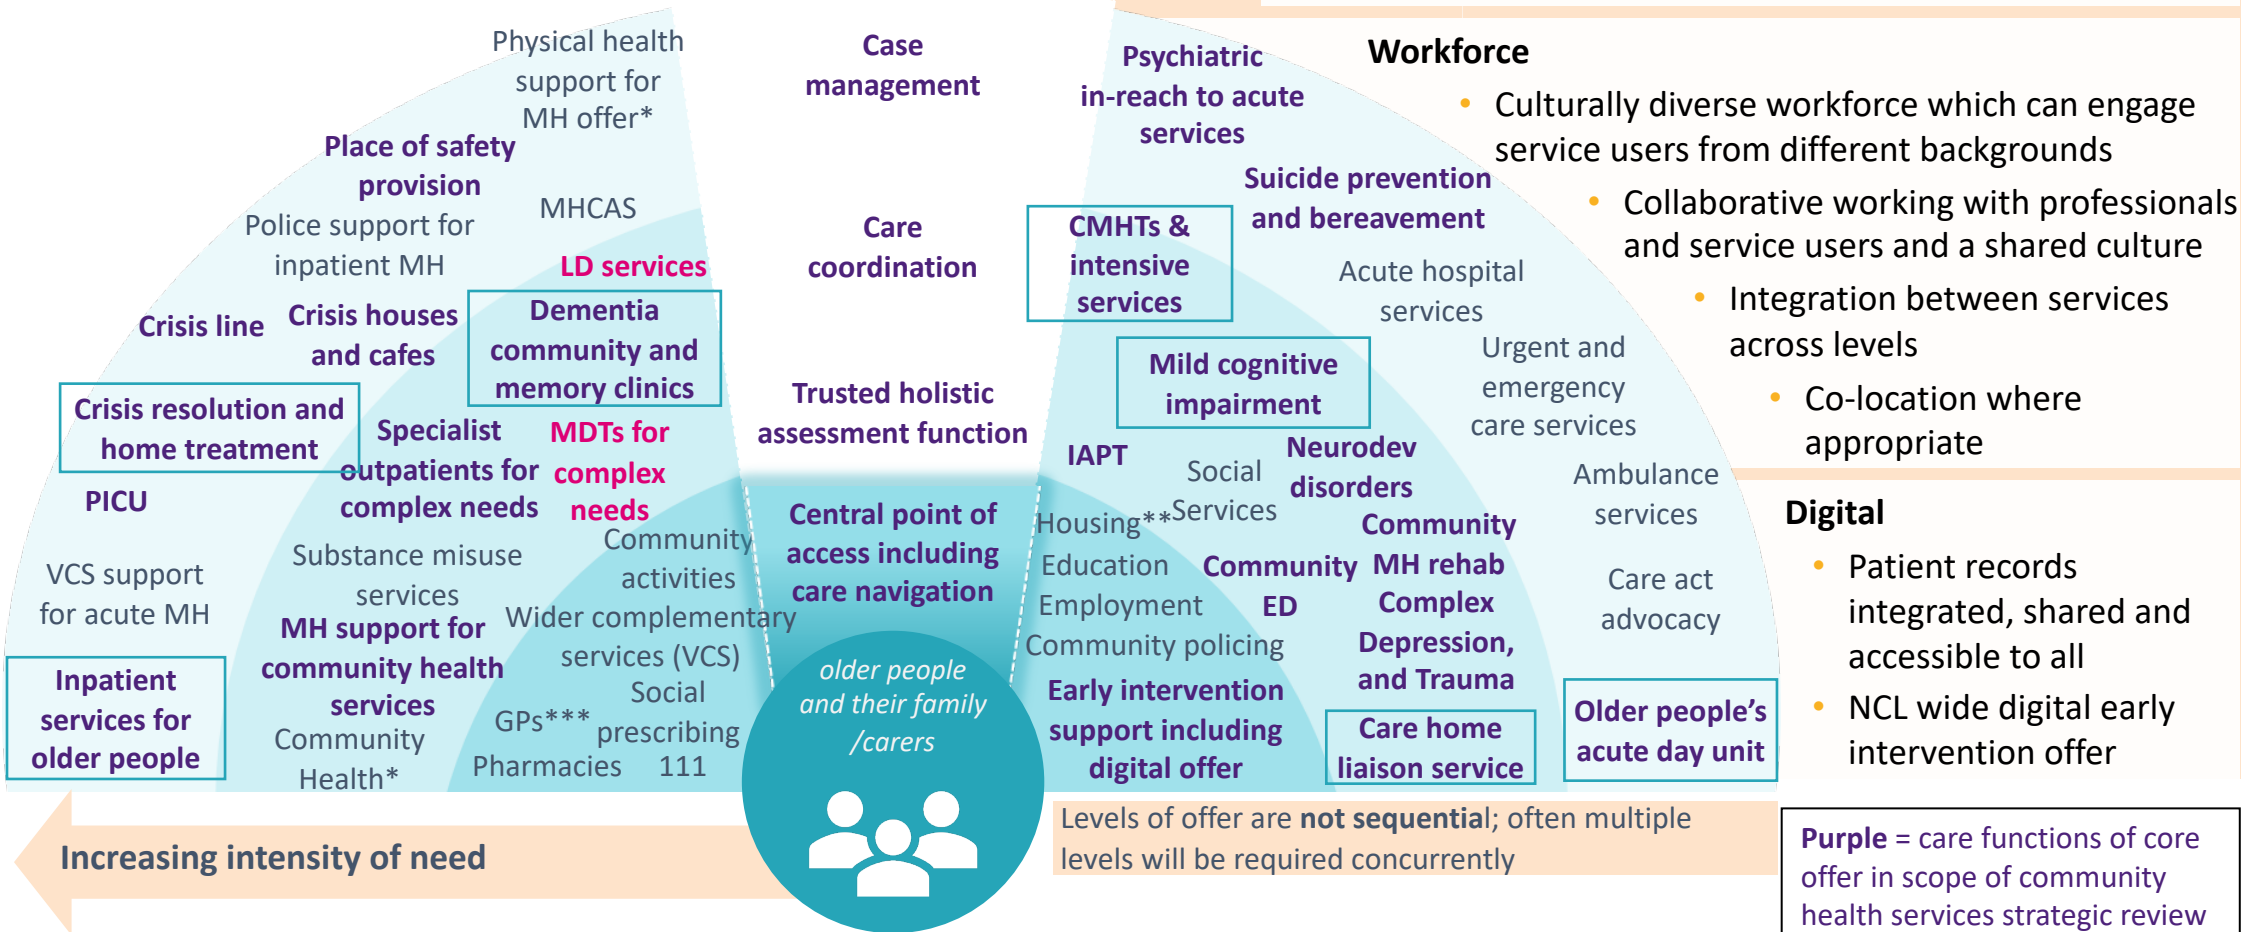 Physical health
support for
MH offer*
Place of safety
provision
MHCAS
Police support for
inpatient MH
LD services
Crisis line
Crisis houses
and cafes
Dementia
community and
memory clinics
Crisis resolution and
home treatment
Specialist
outpatients for
complex needs
MDTs for
complex
needs
PICU
Substance misuse
services
Community
activities
VCS support
for acute MH
MH support for
community health
services
Wider complementary
services (VCS)
Inpatient
services for
older people
Community
Health*
GPs***
Social
prescribing
Pharmacies
111
Case
management
Care
coordination
Trusted holistic
assessment function
Central point of
access including
care navigation
older people
and their family
/carers
Psychiatric
in-reach to acute
services
Suicide prevention
and bereavement
CMHTs &
intensive
services
Acute hospital
services
Mild cognitive
impairment
Urgent and
emergency
care services
IAPT
Social
Services
Neurodev
disorders
Ambulance
services
Housing**
Education
Employment
Community policing
Community
ED
Community
MH rehab
Complex
Depression,
and Trauma
Care act
advocacy
Early intervention
support including
digital offer
Care home
liaison service
Older people's
acute day unit
Increasing intensity of need
Levels of offer are not sequential; often multiple
levels will be required concurrently
Workforce
• Culturally diverse workforce which can engage
service users from different backgrounds
• Collaborative working with professionals
and service users and a shared culture
• Integration between services
across levels
• Co-location where
appropriate
Digital
• Patient records
integrated, shared and
accessible to all
• NCL wide digital early
intervention offer
Purple = care functions of core
offer in scope of community
health services strategic review